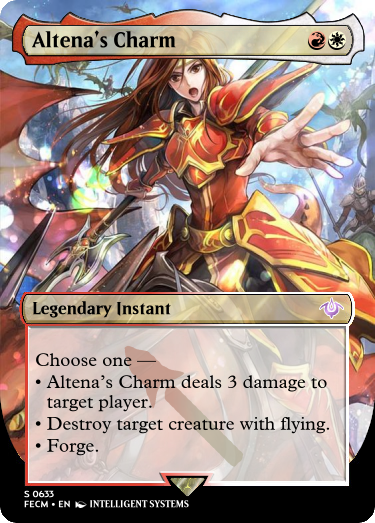 Altena's Charm
Legendary Instant
Choose one —
• Altena's Charm deals 3 damage to
target player.
• Destroy target creature with flying.
• Forge.
S 0633
FECM • EN INTELLIGENT SYSTEMS